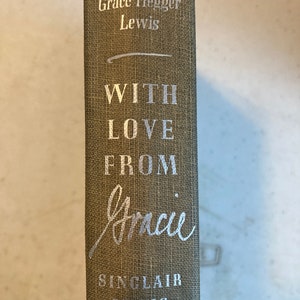 Grace Hegger
Lewis
WITH
LOVE
FROM
Gracie
SINCLAIR